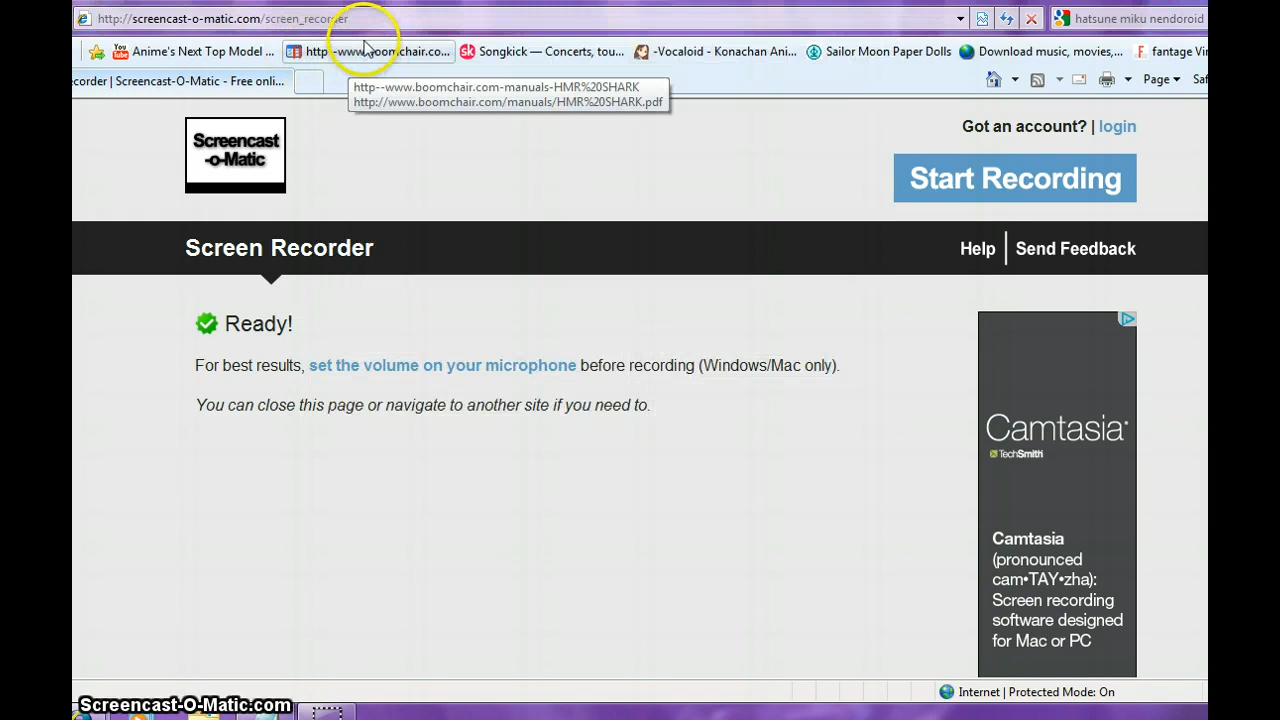 http://screencast-o-matic.com/screen_recorder
hatsune miku nendoroid
Anime's Next Top Model ...
http--www.boomchair.co...
Songkick — Concerts, tou...
-Vocaloid - Konachan Ani...
Sailor Moon Paper Dolls
Download music, movies,...
fantage Vi
ecorder | Screencast-O-Matic - Free onli...
http--www.boomchair.com-manuals-HMR%20SHARK
http://www.boomchair.com/manuals/HMR%20SHARK.pdf
Page
Saf
Screencast
-o-Matic
Got an account? | login
Start Recording
Screen Recorder
Help
Send Feedback
Ready!
For best results, set the volume on your microphone before recording (Windows/Mac only).
You can close this page or navigate to another site if you need to.
Camtasia
TechSmith
Camtasia
(pronounced
cam•TAY•zha):
Screen recording
software designed
for Mac or PC
Internet | Protected Mode: On
Screencast-O-Matic.com